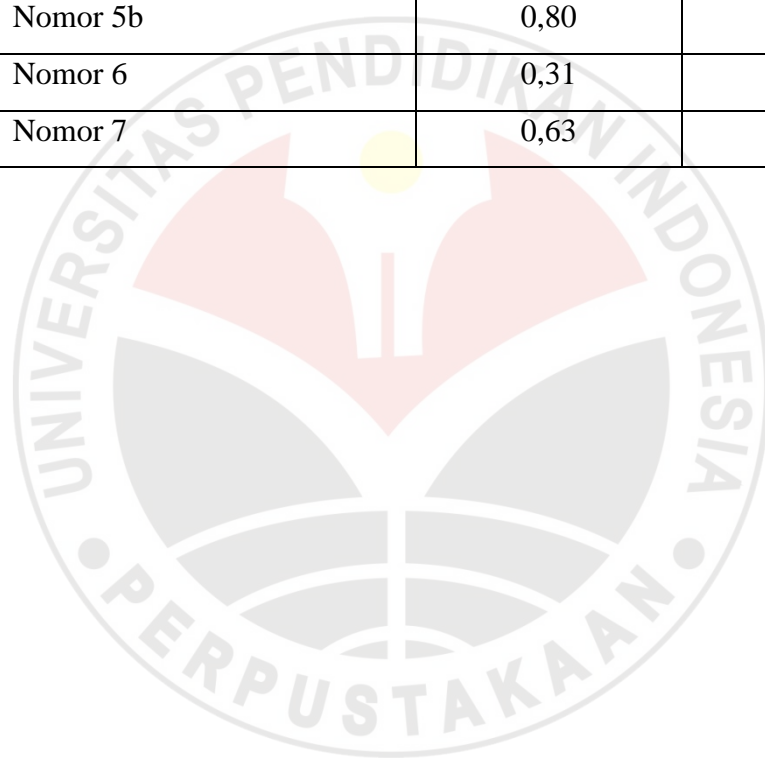 Nomor 5b 0,80
Nomor 6 0,31
Nomor 7 0,63
UNIVERSITAS PENDIDIKAN INDONESIA
PERPUSTAKAAN